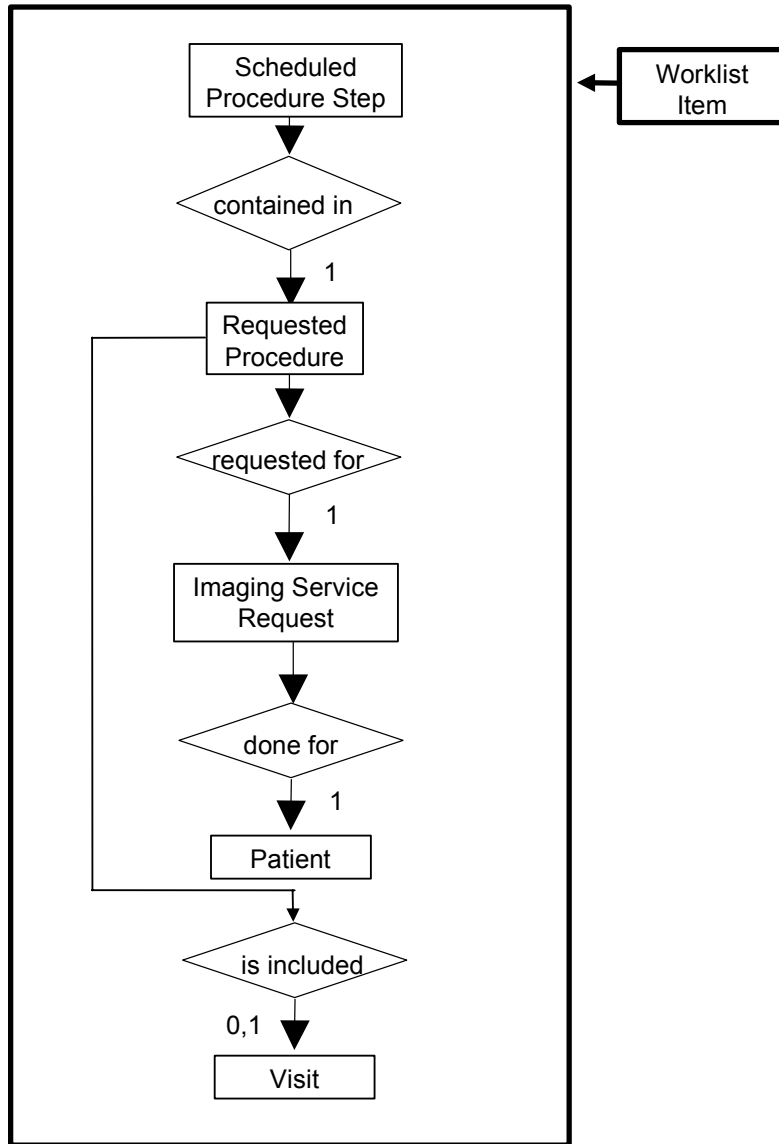 Scheduled
Procedure Step
Worklist
Item
contained in
1
Requested
Procedure
requested for
1
Imaging Service
Request
done for
1
Patient
is included
0,1
Visit